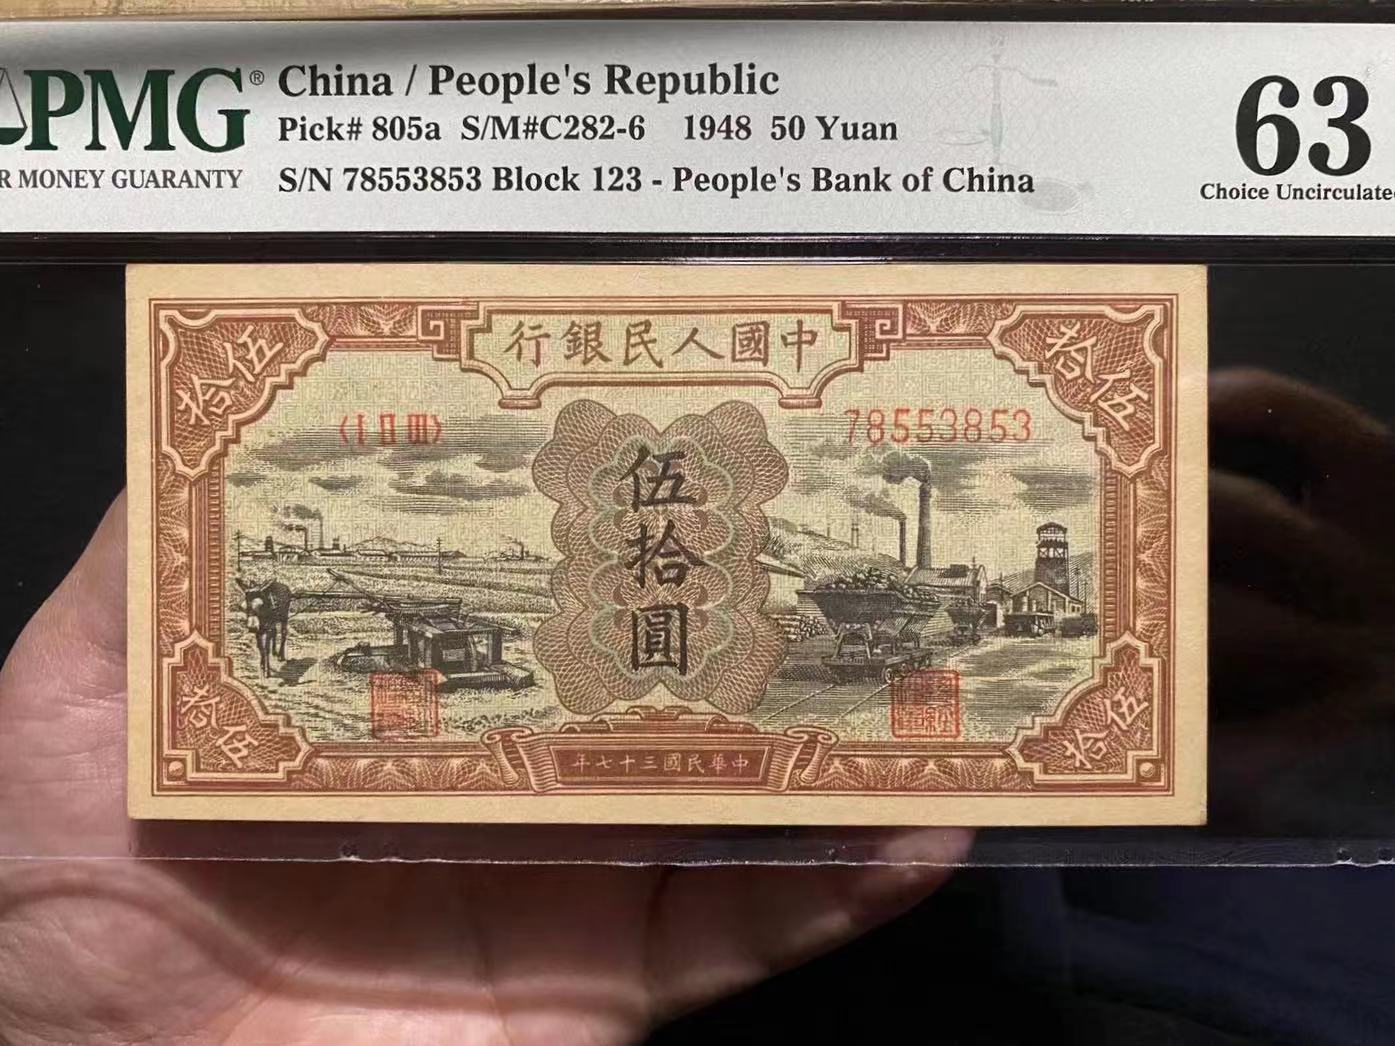 PMG® China / People's Republic
Pick# 805a S/M#C282-6 1948 50 Yuan
R MONEY GUARANTY S/N 78553853 Block 123 - People's Bank of China
63
Choice Uncirculate
行銀民人國中
拾伍
拾伍
〈I II III〉
78553853
伍拾圓
拾伍
拾伍
年七十三國民華中